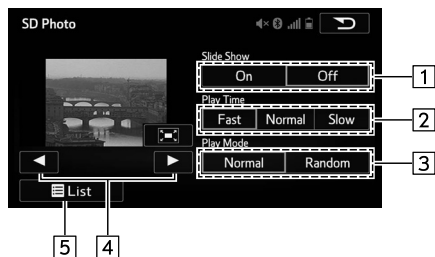 SD Photo
Slide Show
On Off
1
Play Time
Fast Normal Slow
2
Play Mode
Normal Random
3
List
5 4